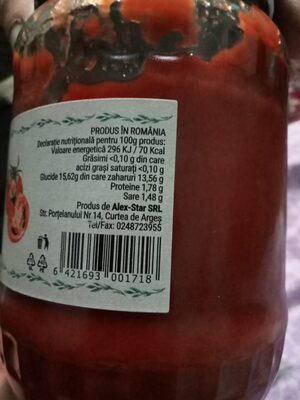 PRODUS ÎN ROMÂNIA
Declarație nutrițională pentru 100g produs:
Valoare energetică 296 KJ / 70 Kcal
Grăsimi <0,10 g din care
acizi grași saturați <0,10 g
Glucide 15,62g din care zaharuri 13,56 g
Proteine 1,78 g
Sare 1,48 g
Produs de Alex-Star SRL
Str. Porțelanului Nr 14, Curtea de Argeș
Tel/Fax: 0248723955
6 421693 001718